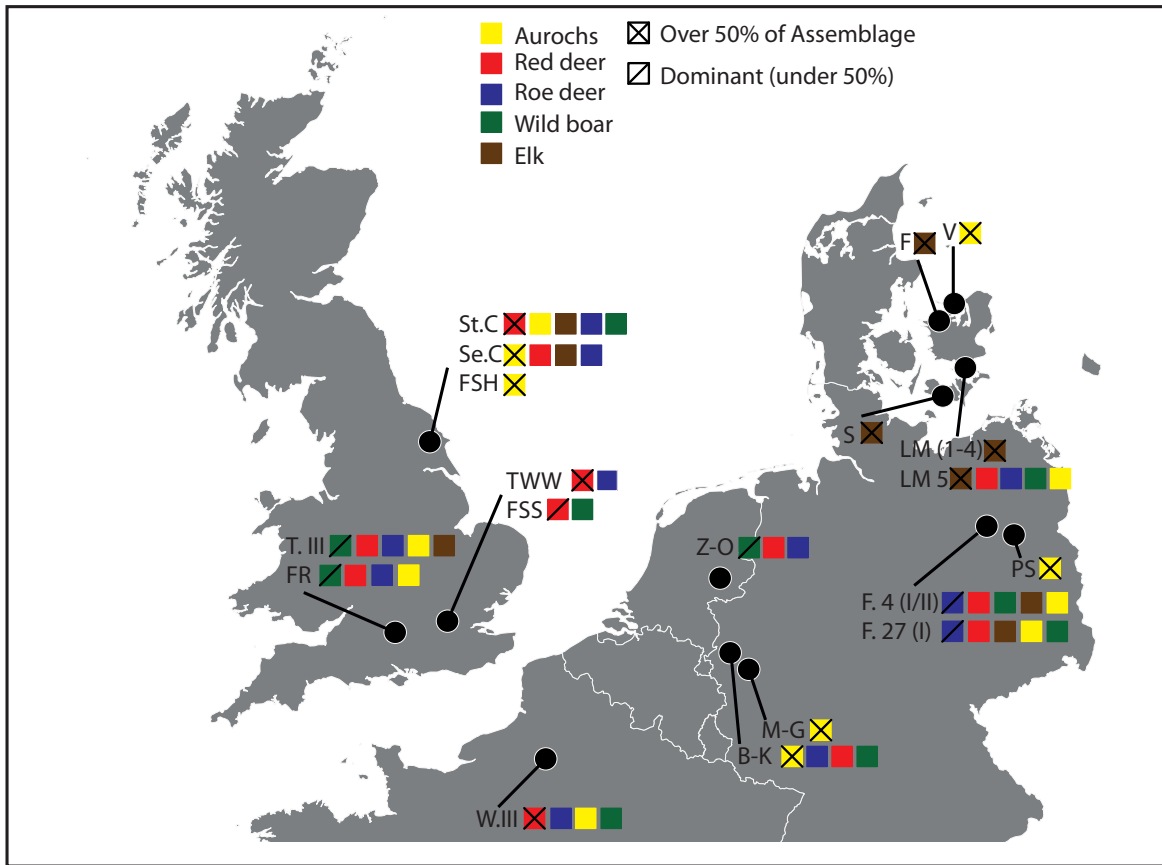 Aurochs
Red deer
Roe deer
Wild boar
Elk
Over 50% of Assemblage
Dominant (under 50%)
F
V
St.C
Se.C
FSH
S
LM (1-4)
LM 5
TWW
FSS
T. III
FR
Z-O
PS
F. 4 (I/II)
F. 27 (I)
M-G
B-K
W.III